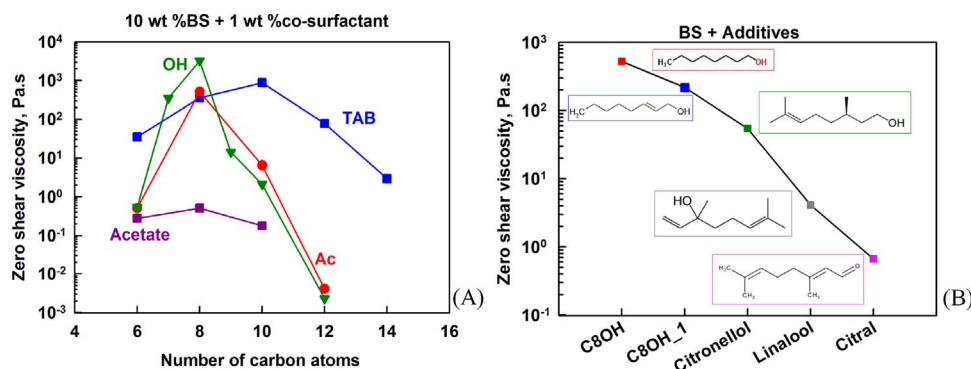 10 wt %BS + 1 wt %co-surfactant
Zero shear viscosity, Pa.s
10⁴
10³
10²
10¹
10⁰
10⁻¹
10⁻²
10⁻³
OH
TAB
Acetate
Ac
4
6
8
10
12
14
16
Number of carbon atoms
(A)
BS + Additives
Zero shear viscosity, Pa.s
10³
10²
10¹
10⁰
10⁻¹
H₃C
OH
H₃C
OH
OH
HO
H₃C
CH₃
CH₃
O
C8OH
C8OH_1
Citronellol
Linalool
Citral
(B)